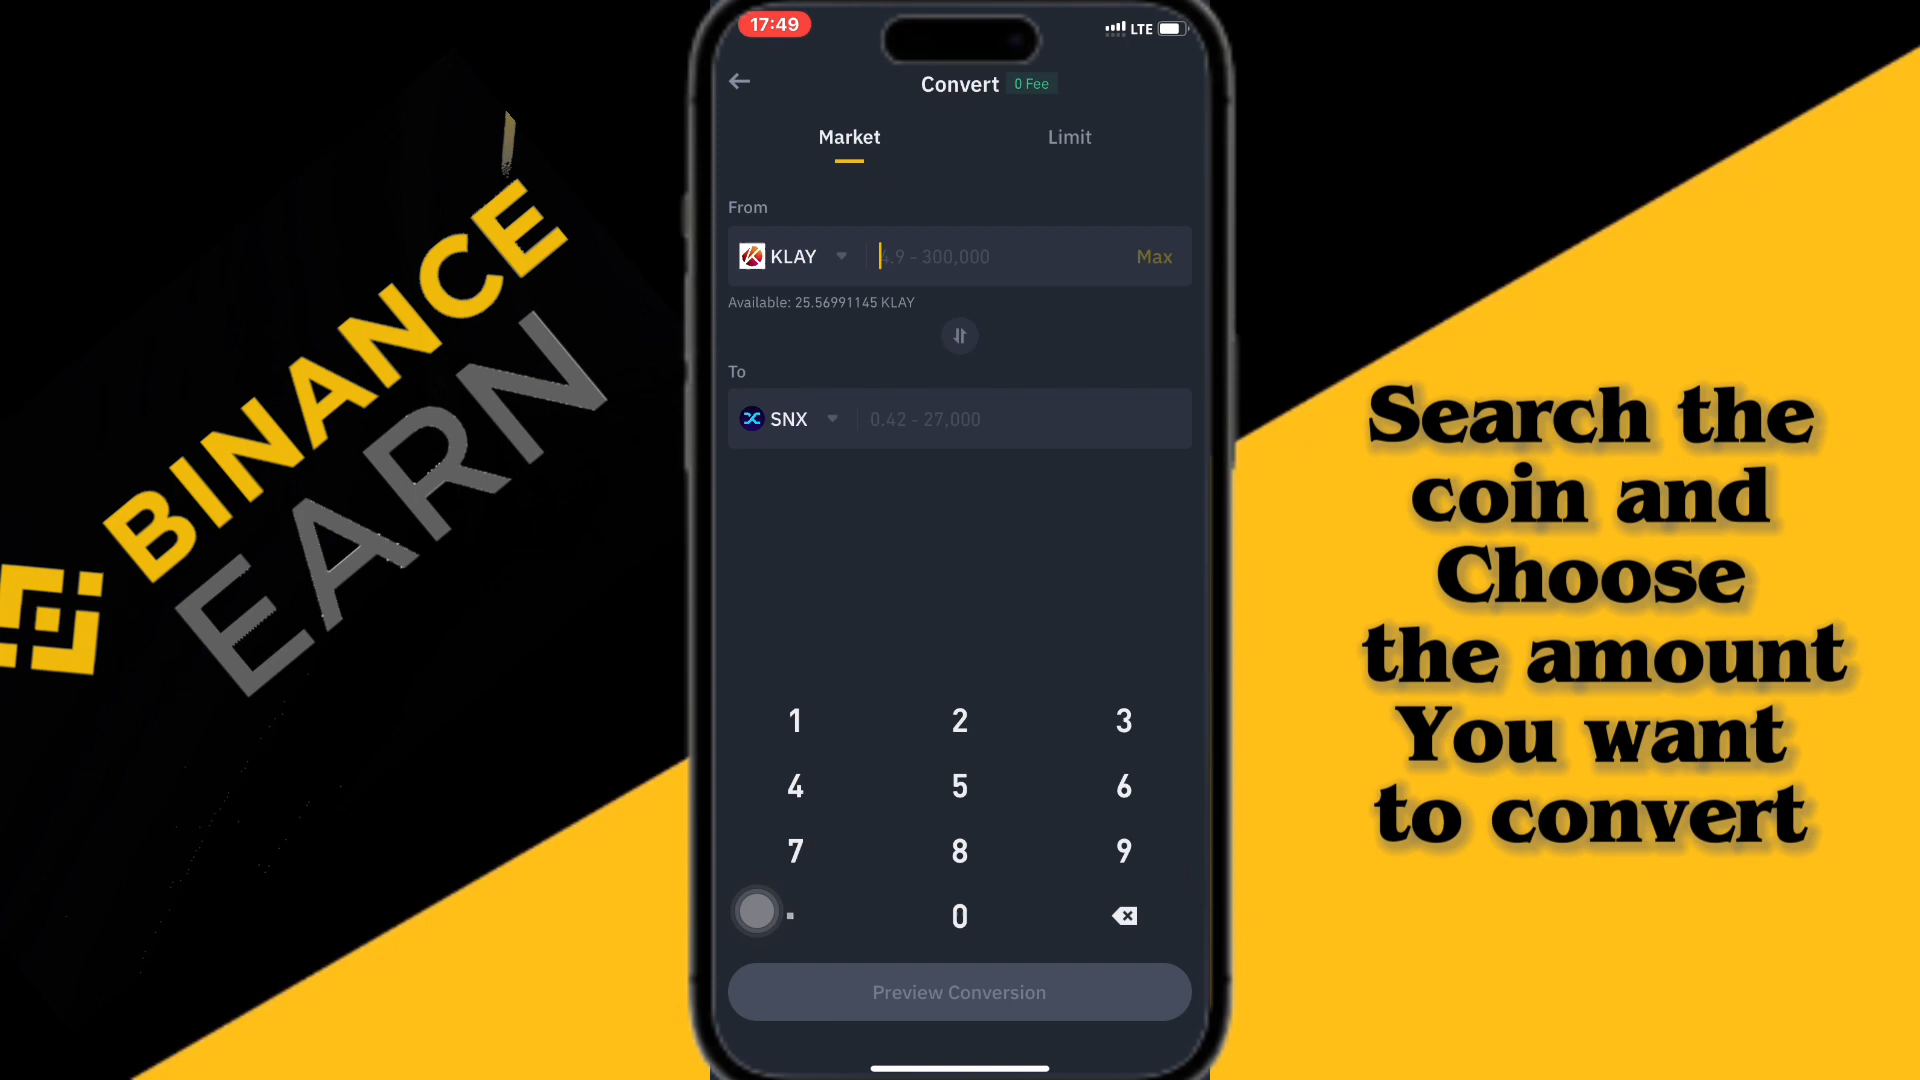 BINANCE
EARN
17:49
LTE
Convert 0 Fee
Market Limit
From
KLAY 4.9 - 300,000 Max
Available: 25.56991145 KLAY
To
SNX 0.42 - 27,000
1 2 3
4 5 6
7 8 9
. 0
Preview Conversion
Search the
coin and
Choose
the amount
You want
to convert